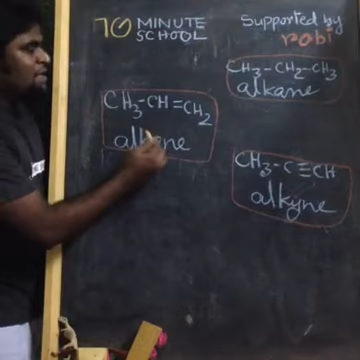 10 MINUTE SCHOOL
Supported by
robi
CH3-CH2-CH3
alkane
CH3-CH=CH2
alkene
CH3-C≡CH
alkyne